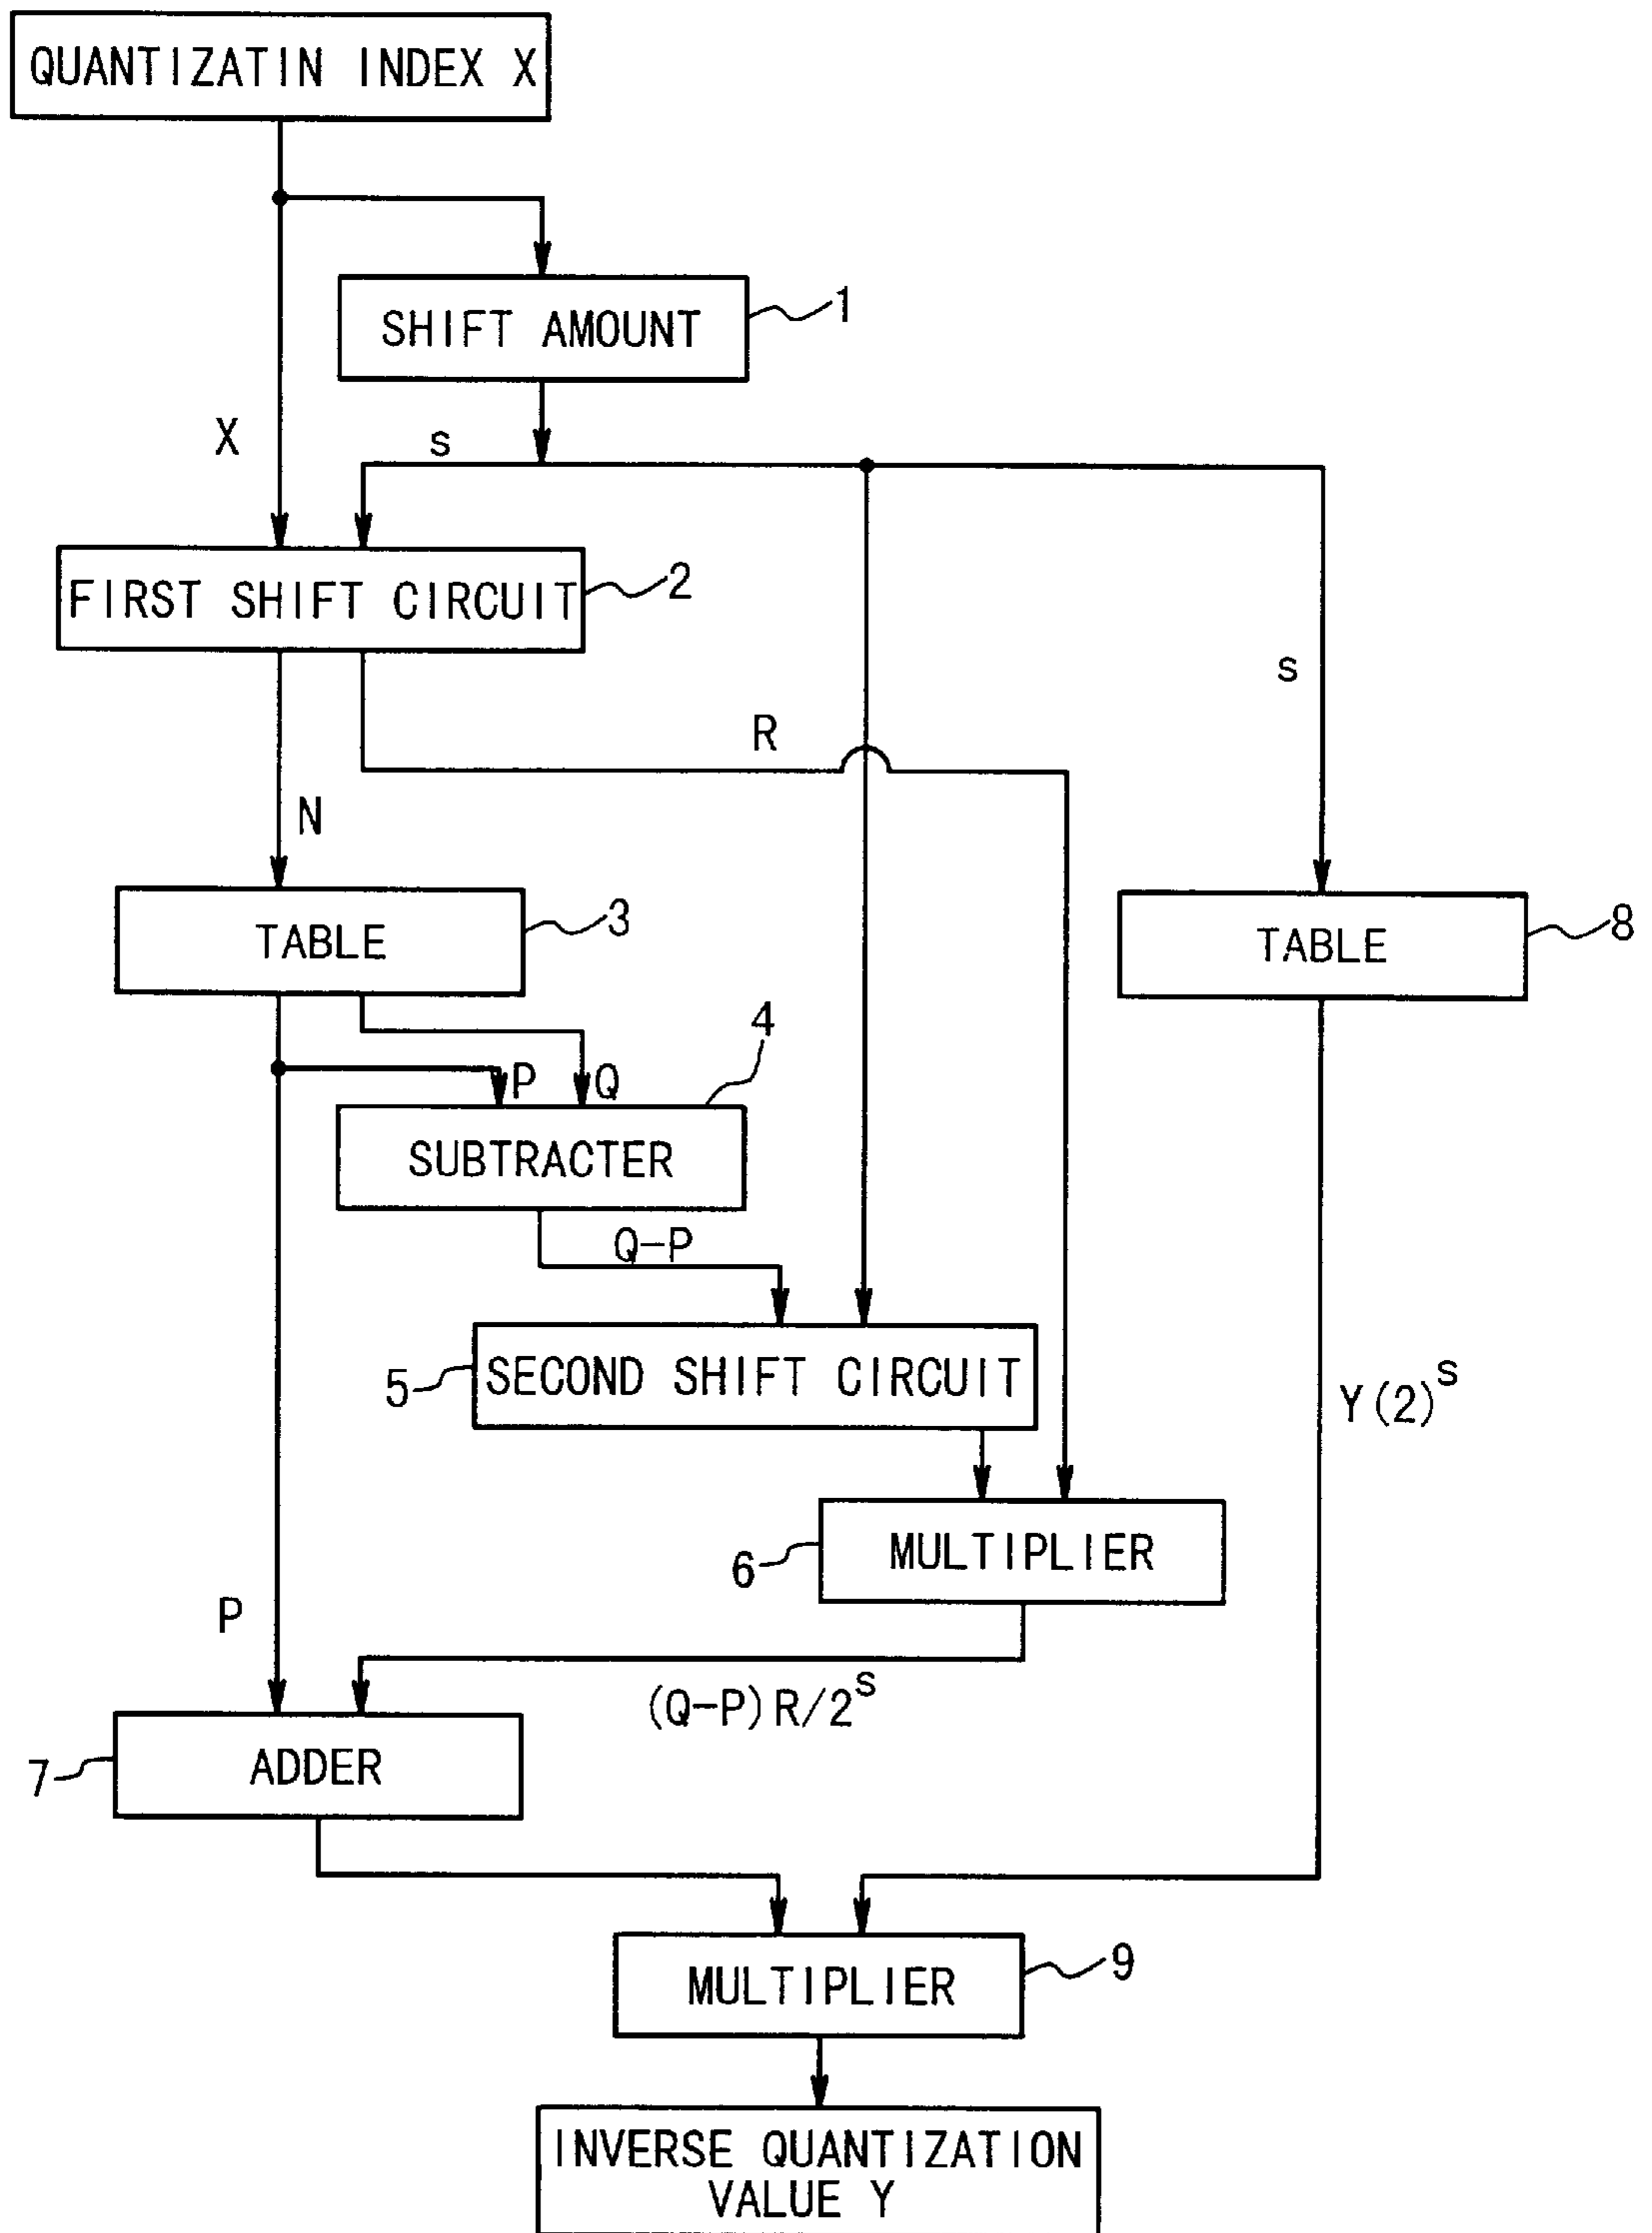 QUANTIZATIN INDEX X
SHIFT AMOUNT
1
X
s
FIRST SHIFT CIRCUIT
2
s
R
N
TABLE
3
TABLE
8
4
P
Q
SUBTRACTER
Q-P
5
SECOND SHIFT CIRCUIT
Y(2)^s
6
MULTIPLIER
P
(Q-P)R/2^s
7
ADDER
MULTIPLIER
9
INVERSE QUANTIZATION
VALUE Y